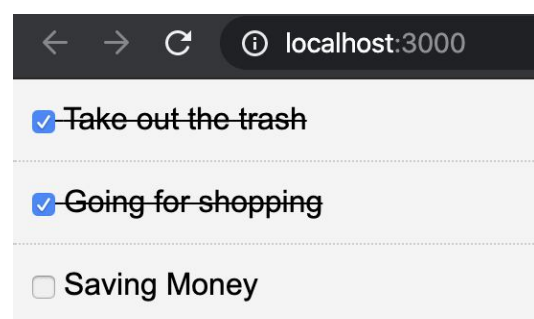 localhost:3000
Take out the trash
Going for shopping
Saving Money